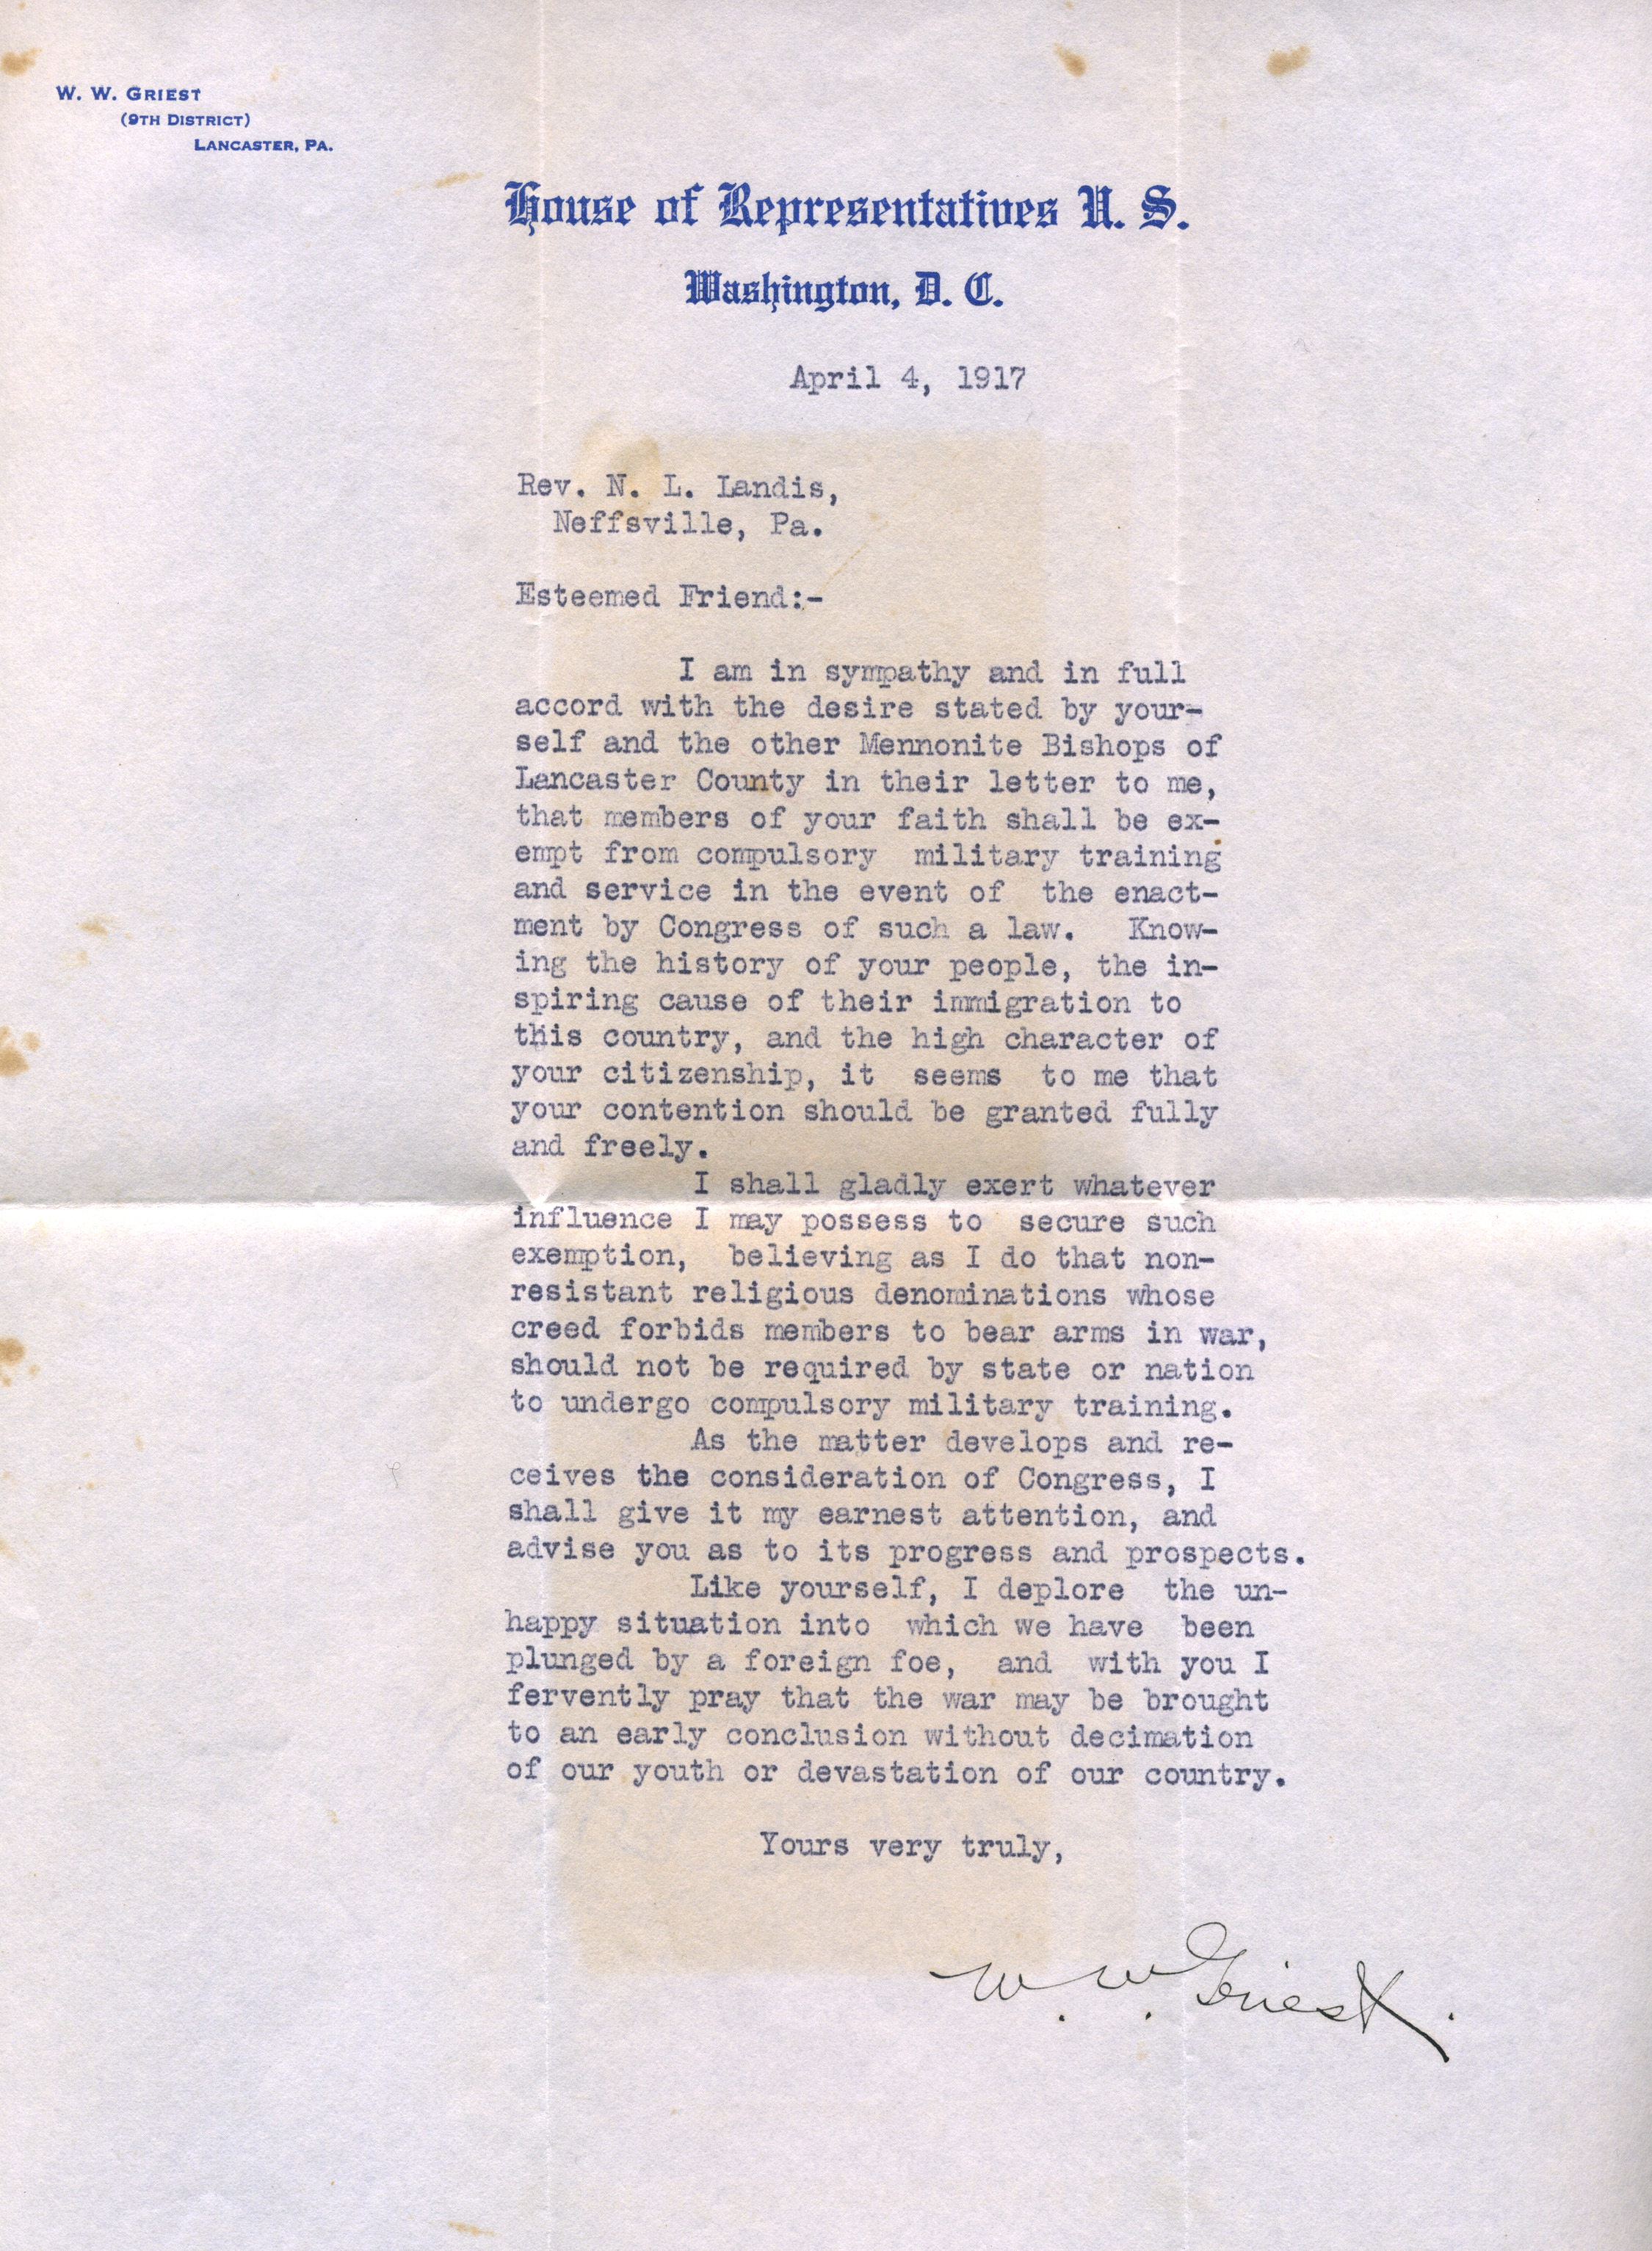 W. W. GRIEST
(9TH DISTRICT)
LANCASTER, PA.
House of Representatives U. S.
Washington, D. C.
April 4, 1917
Rev. N. L. Landis,
Neffsville, Pa.
Esteemed Friend:-
I am in sympathy and in full
accord with the desire stated by your-
self and the other Mennonite Bishops of
Lancaster County in their letter to me,
that members of your faith shall be ex-
empt from compulsory military training
and service in the event of the enact-
ment by Congress of such a law. Know-
ing the history of your people, the in-
spiring cause of their immigration to
this country, and the high character of
your citizenship, it seems to me that
your contention should be granted fully
and freely.
I shall gladly exert whatever
influence I may possess to secure such
exemption, believing as I do that non-
resistant religious denominations whose
creed forbids members to bear arms in war,
should not be required by state or nation
to undergo compulsory military training.
As the matter develops and re-
ceives the consideration of Congress, I
shall give it my earnest attention, and
advise you as to its progress and prospects.
Like yourself, I deplore the un-
happy situation into which we have been
plunged by a foreign foe, and with you I
fervently pray that the war may be brought
to an early conclusion without decimation
of our youth or devastation of our country.
Yours very truly,
W. W. Griest.